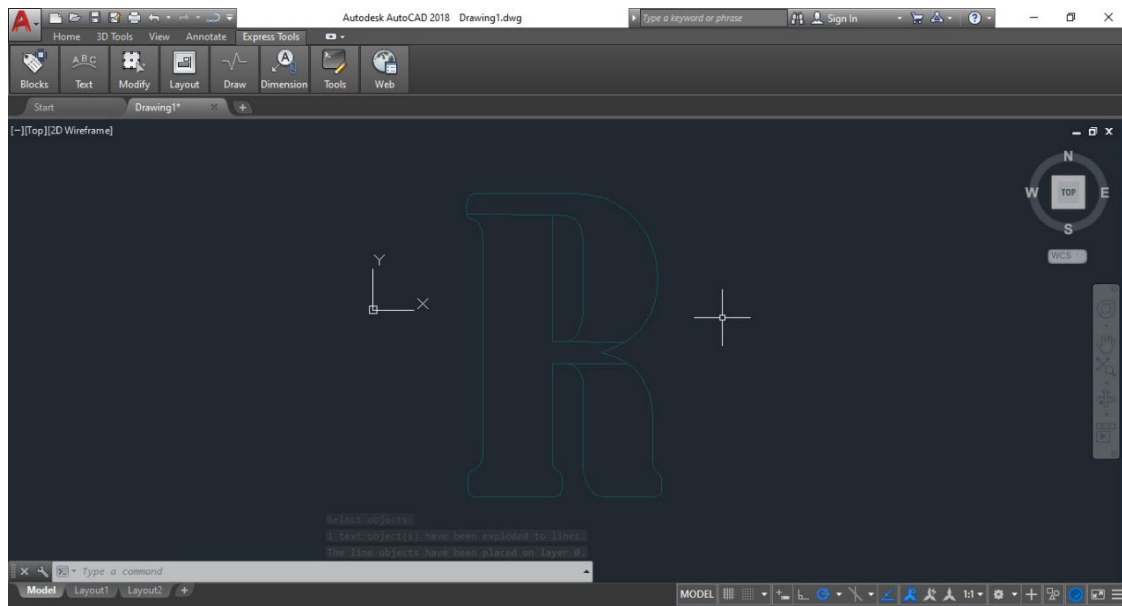 Autodesk AutoCAD 2018 Drawing1.dwg
Type a keyword or phrase
Sign In
Home 3D Tools View Annotate Express Tools
A B C
A
Blocks Text Modify Layout Draw Dimension Tools Web
Start Drawing1*
[−][Top][2D Wireframe]
N
W TOP E
S
WCS
R
Y
X
Select objects:
1 text object(s) have been exploded to lines.
The line objects have been placed on layer 0.
Type a command
Model Layout1 Layout2 + MODEL 1:1